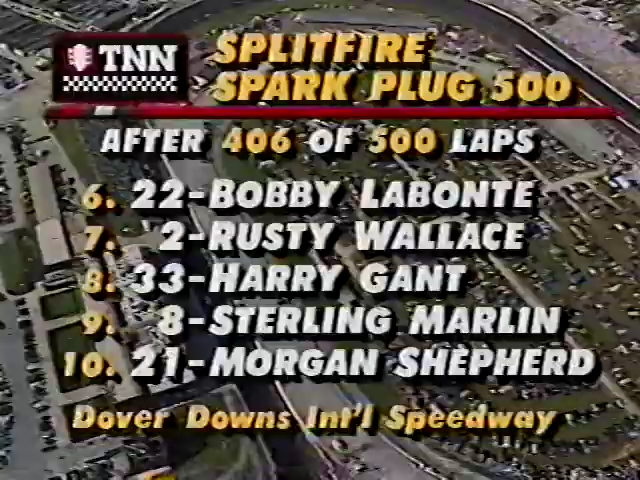 TNN
SPLITFIRE
SPARK PLUG 500
AFTER 406 OF 500 LAPS
6. 22-BOBBY LABONTE
7. 2-RUSTY WALLACE
8. 33-HARRY GANT
9. 8-STERLING MARLIN
10. 21-MORGAN SHEPHERD
Dover Downs Int'l Speedway